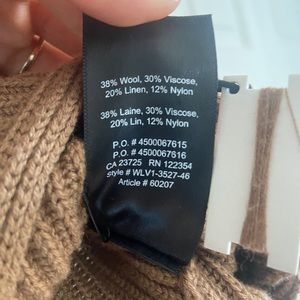 38% Wool, 30% Viscose,
20% Linen, 12% Nylon
38% Laine, 30% Viscose,
20% Lin, 12% Nylon
P.O. # 4500067615
P.O. # 4500067616
CA 23725 RN 122354
Style # WLV1-3527-46
Article # 60207